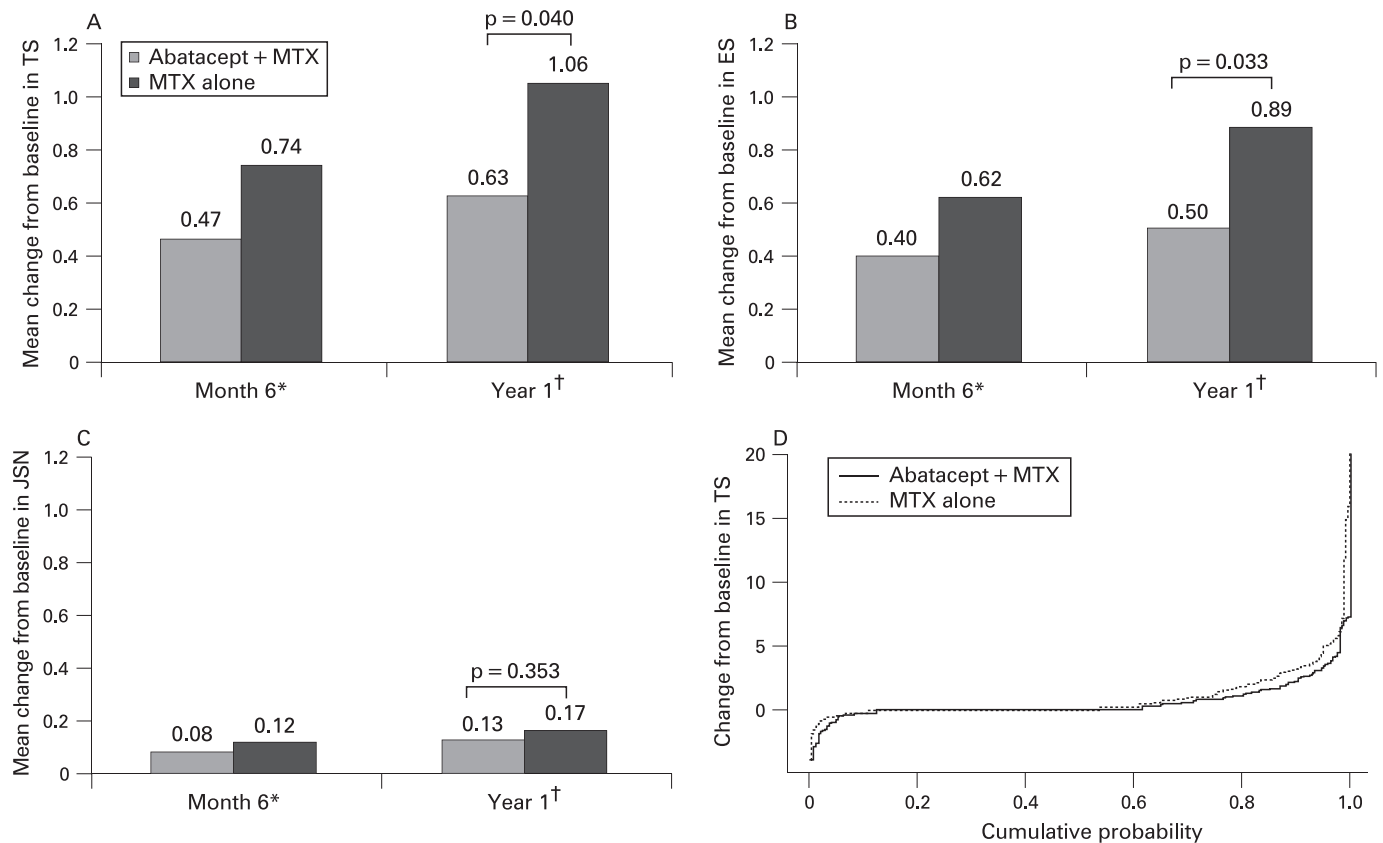 A
Mean change from baseline in TS
1.2
1.0
0.8
0.6
0.4
0.2
0
Abatacept + MTX
MTX alone
p = 0.040
0.47
0.74
0.63
1.06
Month 6*
Year 1†
B
Mean change from baseline in ES
1.2
1.0
0.8
0.6
0.4
0.2
0
p = 0.033
0.40
0.62
0.50
0.89
Month 6*
Year 1†
C
Mean change from baseline in JSN
1.2
1.0
0.8
0.6
0.4
0.2
0
p = 0.353
0.08
0.12
0.13
0.17
Month 6*
Year 1†
D
Change from baseline in TS
20
15
10
5
0
Abatacept + MTX
MTX alone
0
0.2
0.4
0.6
0.8
1.0
Cumulative probability